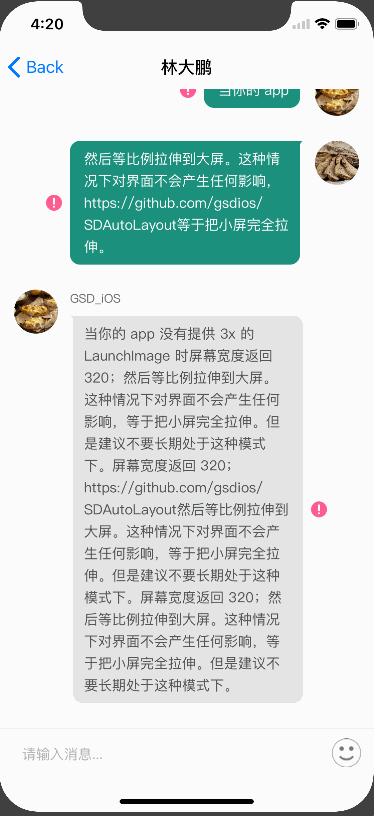 4:20
Back
林大鹏
当你的 app
然后等比例拉伸到大屏。这种情
况下对界面不会产生任何影响，
https://github.com/gsdios/
SDAutoLayout等于把小屏完全拉
伸。
GSD_iOS
当你的 app 没有提供 3x 的
LaunchImage 时屏幕宽度返回
320；然后等比例拉伸到大屏。
这种情况下对界面不会产生任何
影响，等于把小屏完全拉伸。但
是建议不要长期处于这种模式
下。屏幕宽度返回 320；
https://github.com/gsdios/
SDAutoLayout然后等比例拉伸到
大屏。这种情况下对界面不会产
生任何影响，等于把小屏完全拉
伸。但是建议不要长期处于这种
模式下。屏幕宽度返回 320；然
后等比例拉伸到大屏。这种情况
下对界面不会产生任何影响，等
于把小屏完全拉伸。但是建议不
要长期处于这种模式下。
请输入消息...